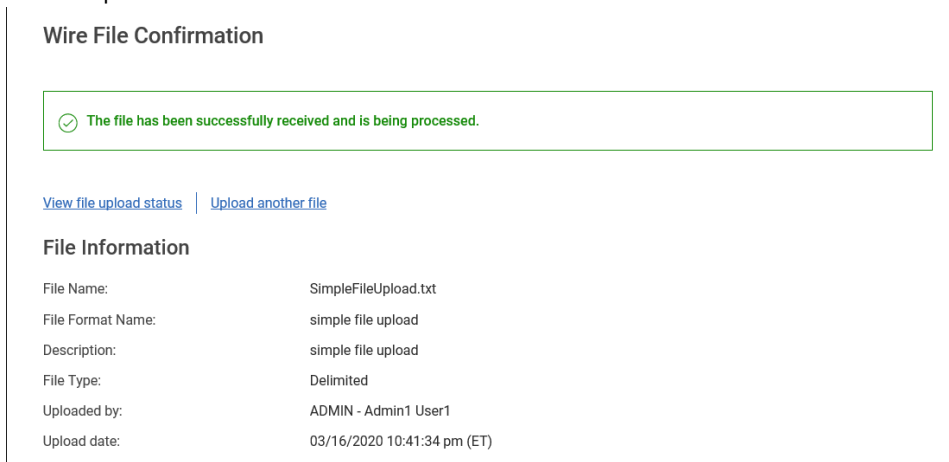 Wire File Confirmation
The file has been successfully received and is being processed.
View file upload status Upload another file
File Information
File Name: SimpleFileUpload.txt
File Format Name: simple file upload
Description: simple file upload
File Type: Delimited
Uploaded by: ADMIN - Admin1 User1
Upload date: 03/16/2020 10:41:34 pm (ET)